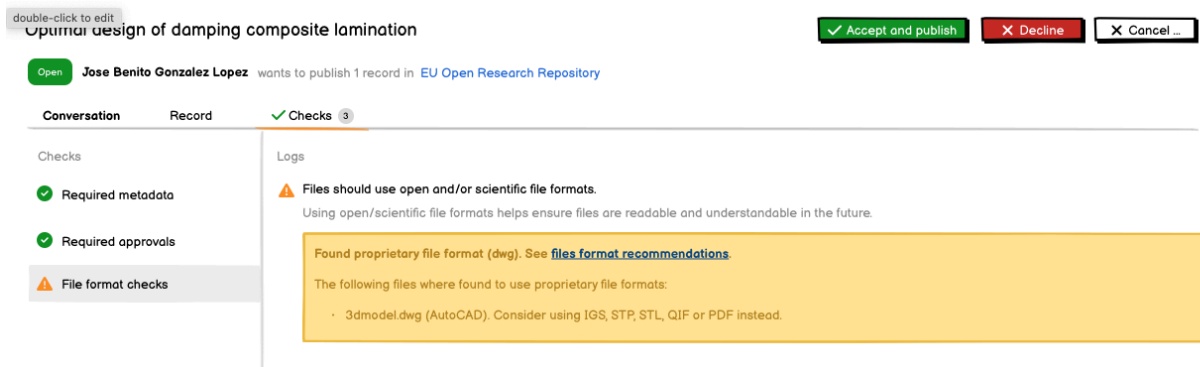 double-click to edit
Optimal design of damping composite lamination
Accept and publish
Decline
Cancel ...
Open
Jose Benito Gonzalez Lopez wants to publish 1 record in EU Open Research Repository
Conversation
Record
Checks 3
Checks
Required metadata
Required approvals
File format checks
Logs
Files should use open and/or scientific file formats.
Using open/scientific file formats helps ensure files are readable and understandable in the future.
Found proprietary file format (dwg). See files format recommendations.
The following files where found to use proprietary file formats:
· 3dmodel.dwg (AutoCAD). Consider using IGS, STP, STL, QIF or PDF instead.